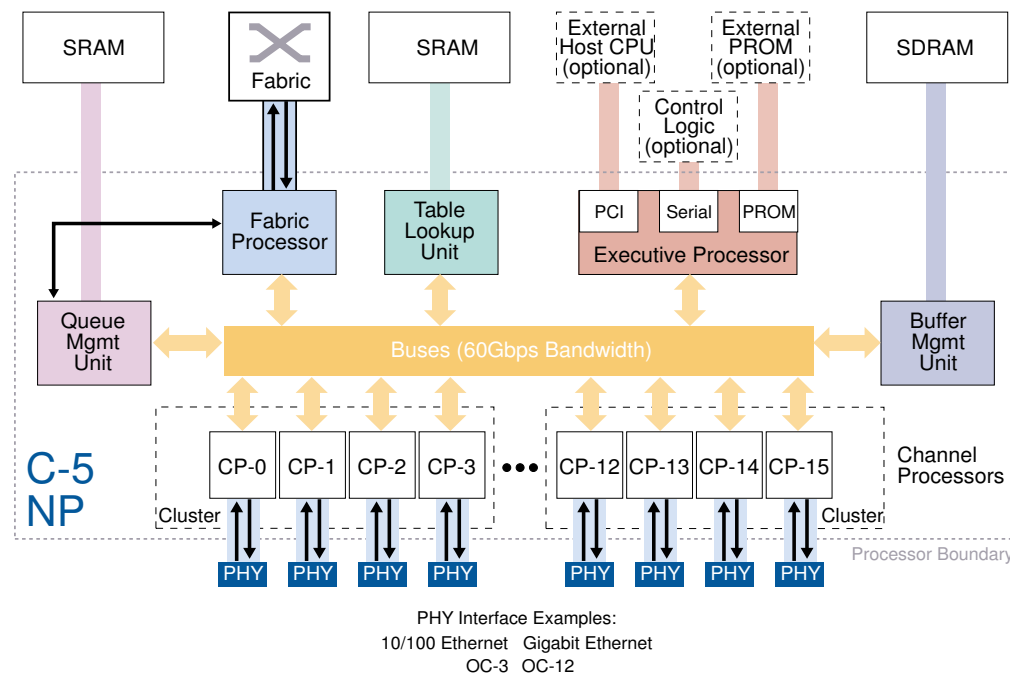 SRAM
Fabric
SRAM
External
Host CPU
(optional)
External
PROM
(optional)
SDRAM
Control
Logic
(optional)
Fabric
Processor
Table
Lookup
Unit
PCI
Serial
PROM
Executive Processor
Queue
Mgmt
Unit
Buses (60Gbps Bandwidth)
Buffer
Mgmt
Unit
C-5
NP
CP-0
CP-1
CP-2
CP-3
CP-12
CP-13
CP-14
CP-15
Channel
Processors
Cluster
Cluster
Processor Boundary
PHY
PHY
PHY
PHY
PHY
PHY
PHY
PHY
PHY Interface Examples:
10/100 Ethernet Gigabit Ethernet
OC-3 OC-12